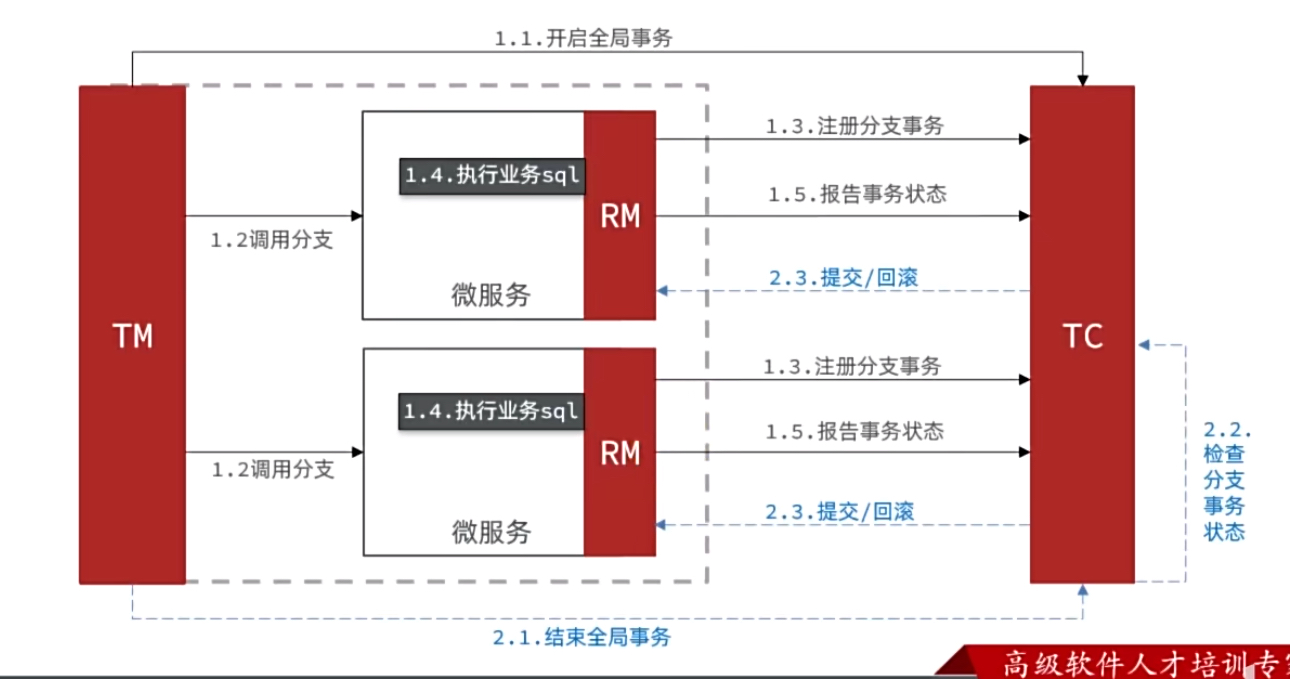 1.1.开启全局事务
1.3.注册分支事务
1.4.执行业务sql
1.5.报告事务状态
RM
1.2调用分支
2.3.提交/回滚
微服务
TM
TC
1.3.注册分支事务
1.4.执行业务sql
1.5.报告事务状态
2.2.
检查
分支
事务
状态
RM
1.2调用分支
2.3.提交/回滚
微服务
2.1.结束全局事务
高级软件人才培训专